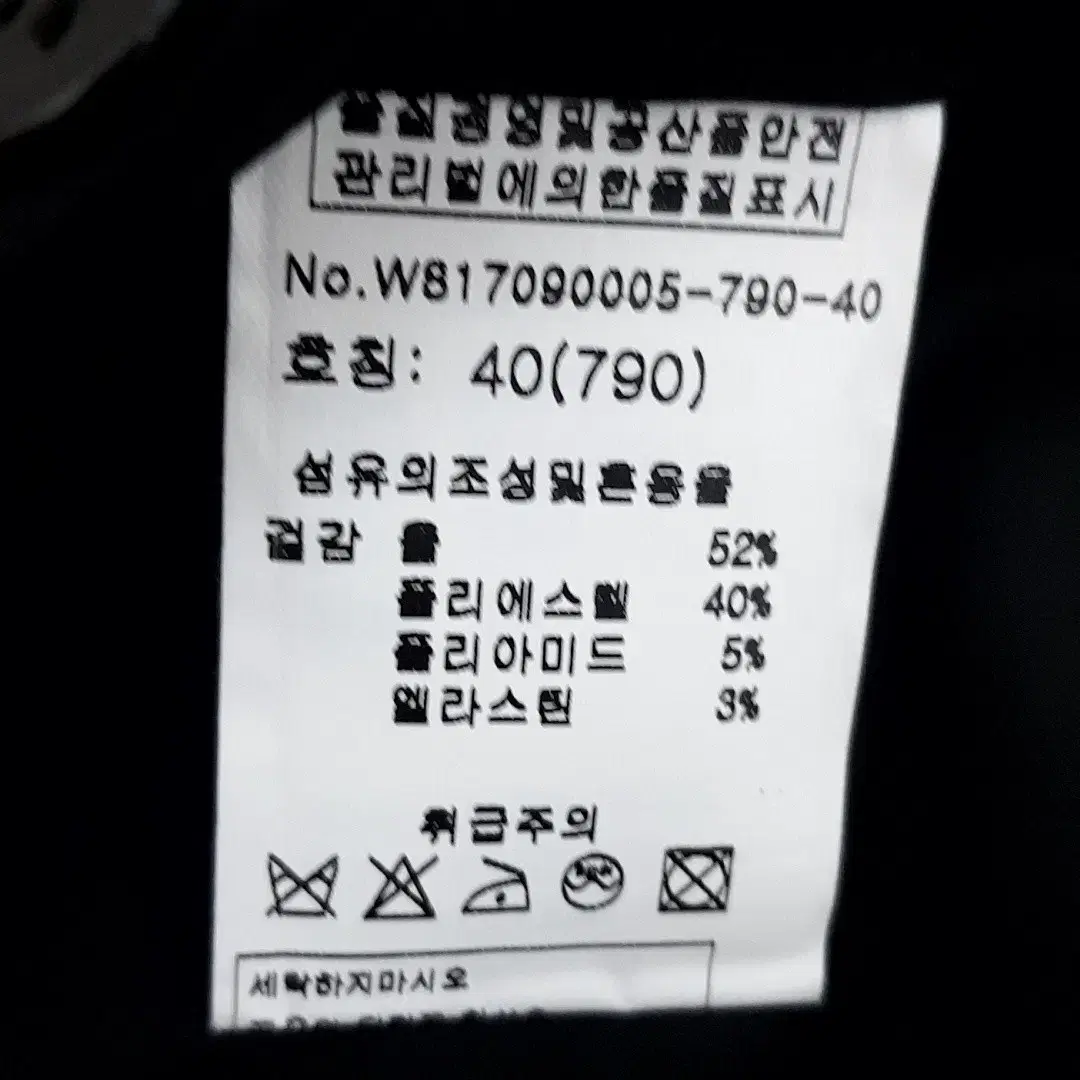 품질경영및공산품안전
관리법에의한품질표시
No.W817090005-790-40
호칭: 40(790)
섬유의조성및혼용률
겉감 울 52%
폴리에스텔 40%
폴리아미드 5%
엘라스틴 3%
취급주의
세탁하지마시오